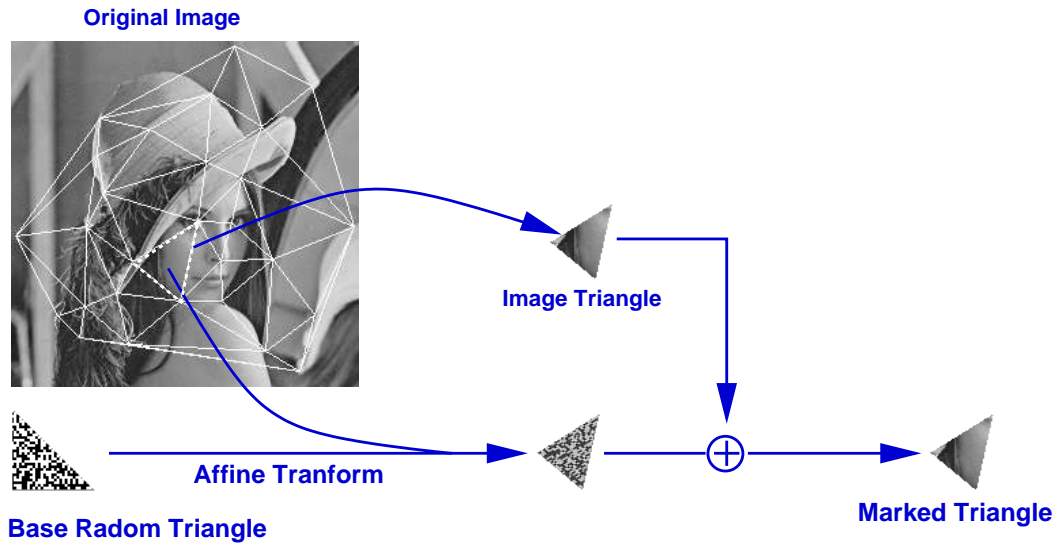 Original Image
Image Triangle
Affine Tranform
Marked Triangle
Base Radom Triangle